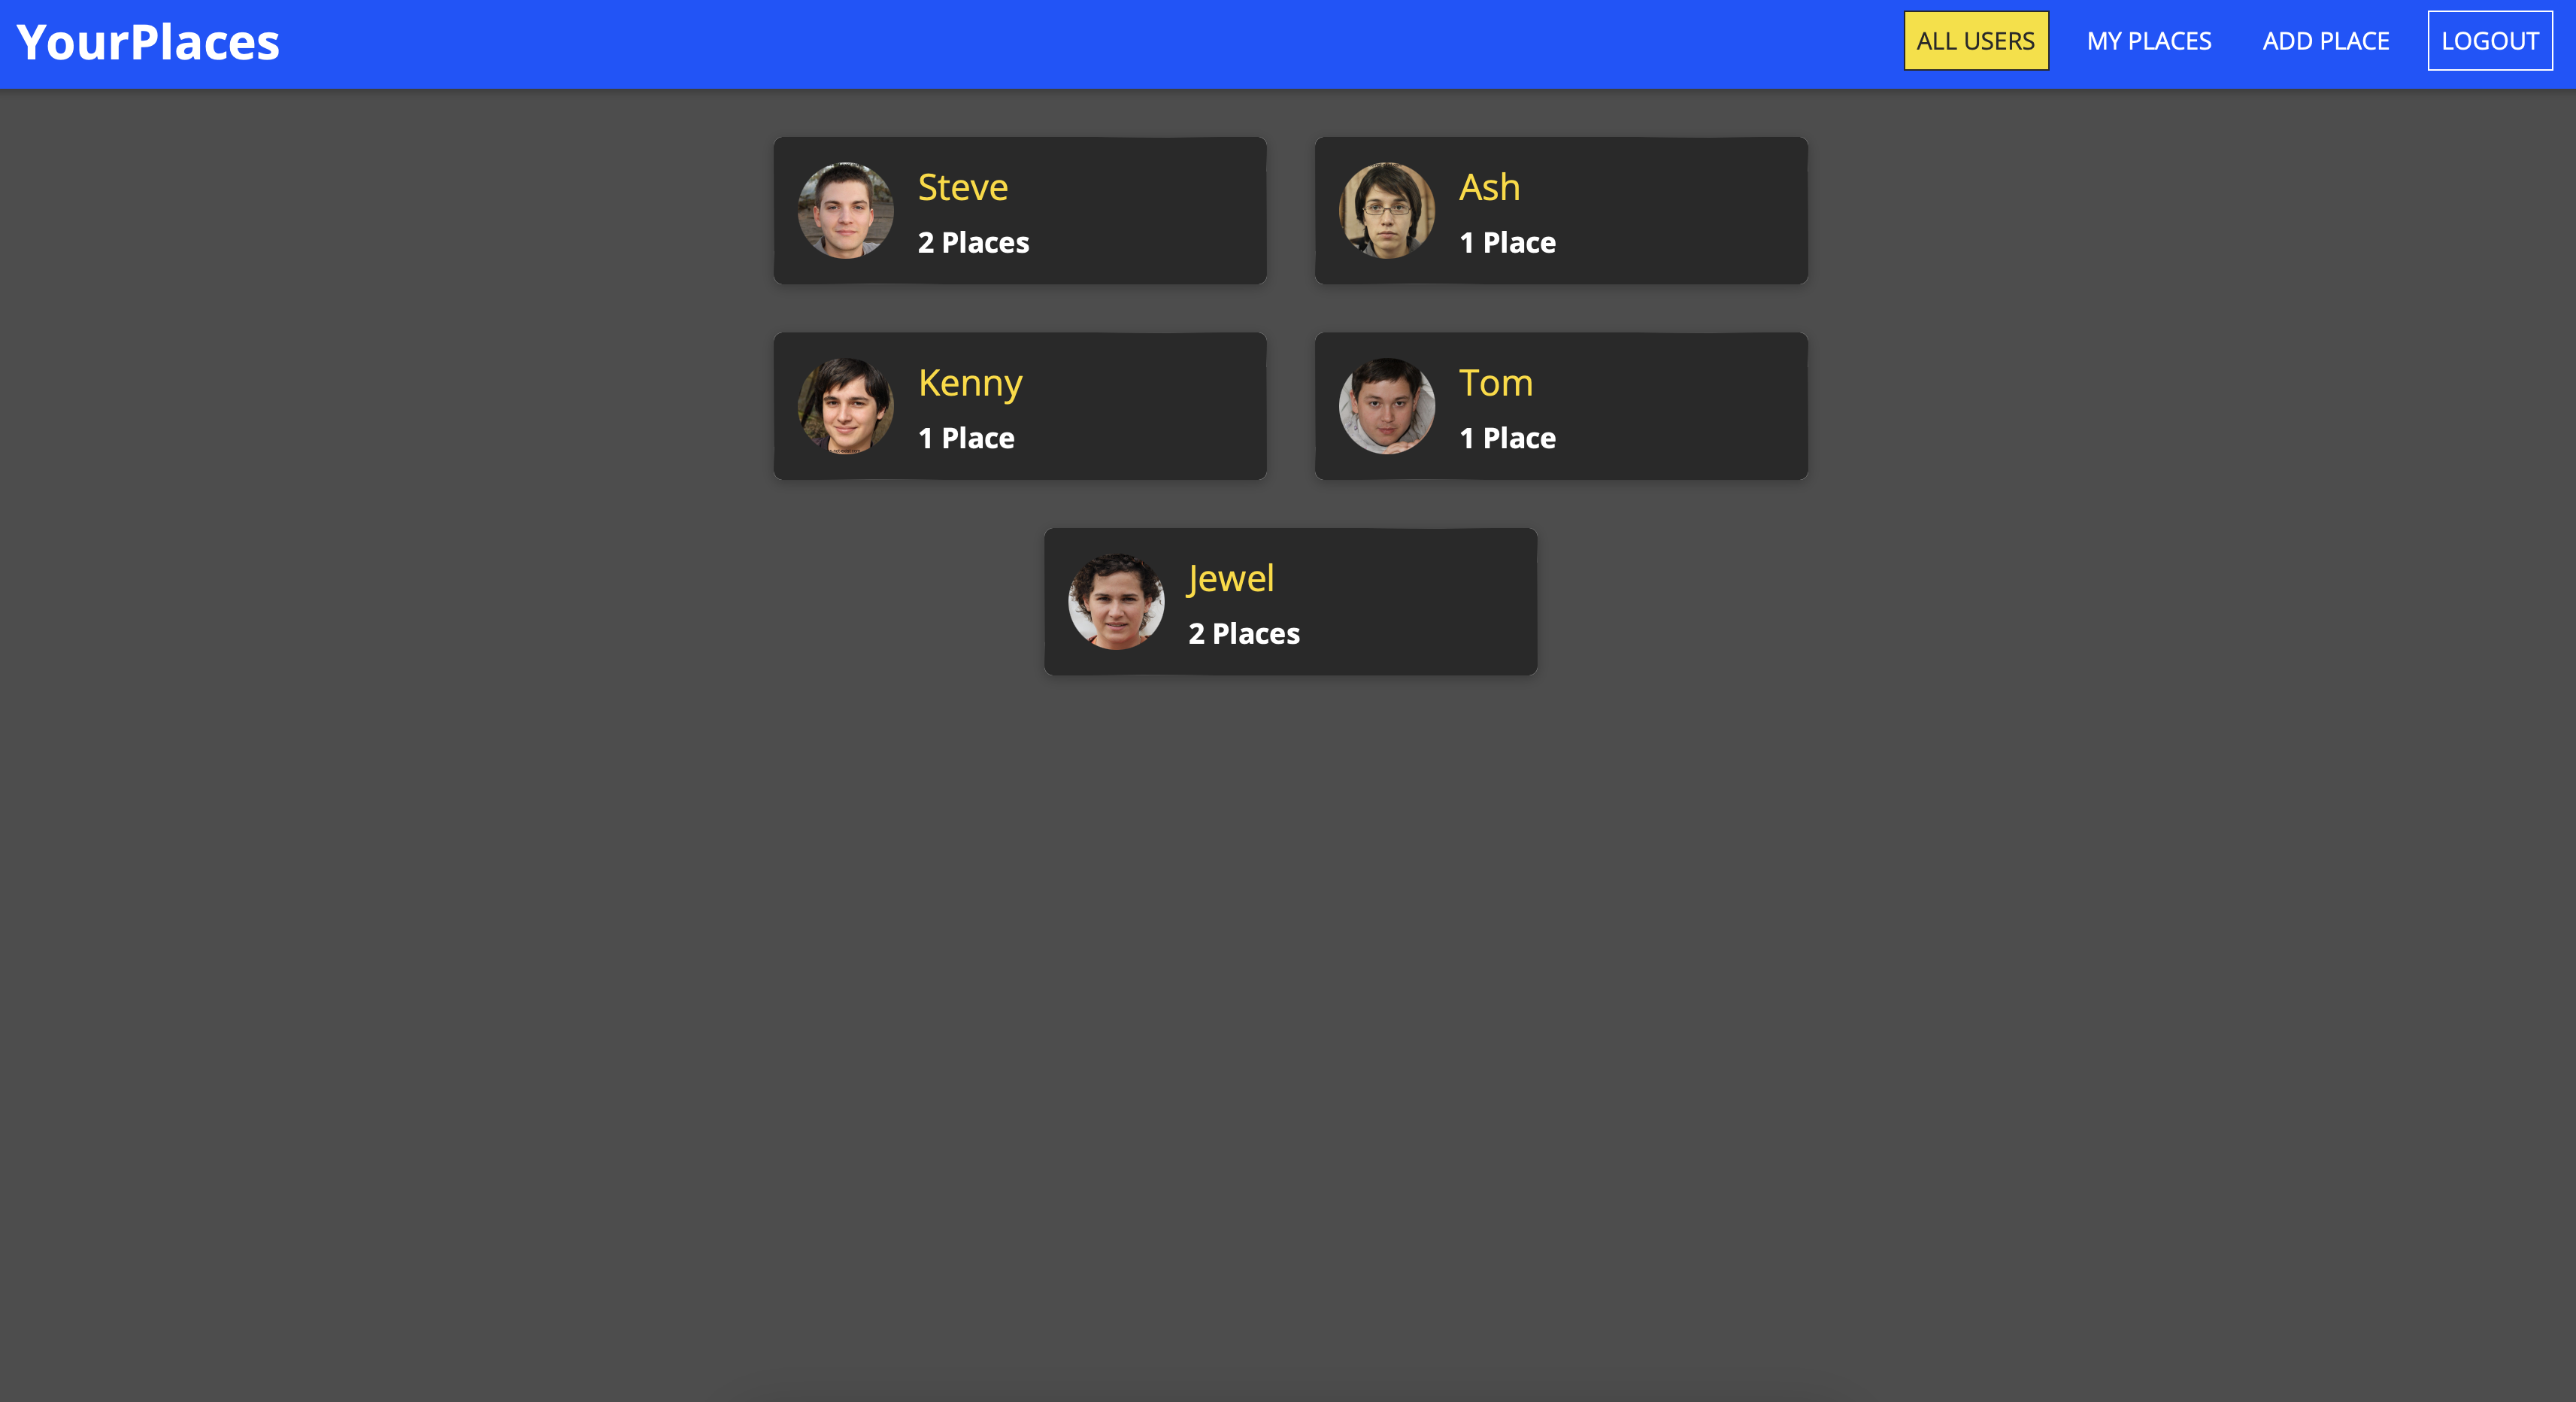 YourPlaces
ALL USERS
MY PLACES
ADD PLACE
LOGOUT
Steve
2 Places
Ash
1 Place
Kenny
1 Place
Tom
1 Place
Jewel
2 Places